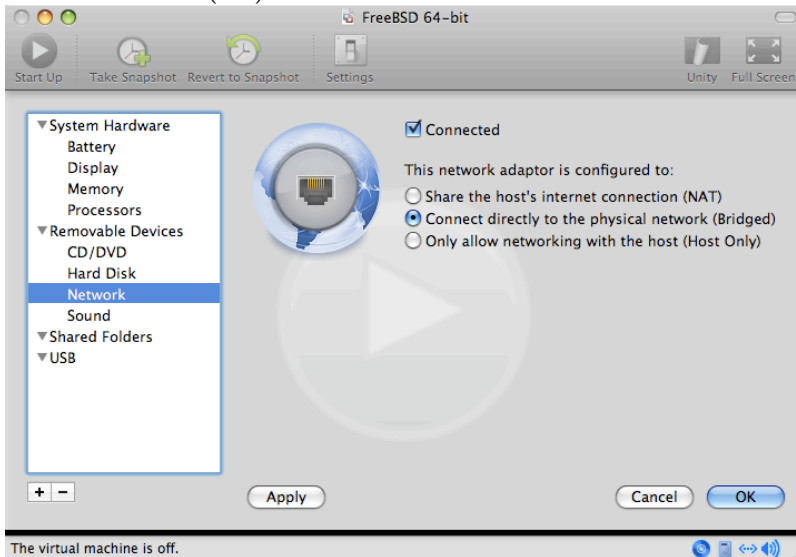 FreeBSD 64-bit
Start Up
Take Snapshot
Revert to Snapshot
Settings
Unity
Full Screen
System Hardware
Battery
Display
Memory
Processors
Removable Devices
CD/DVD
Hard Disk
Network
Sound
Shared Folders
USB
Connected
This network adaptor is configured to:
Share the host's internet connection (NAT)
Connect directly to the physical network (Bridged)
Only allow networking with the host (Host Only)
Apply
Cancel
OK
The virtual machine is off.